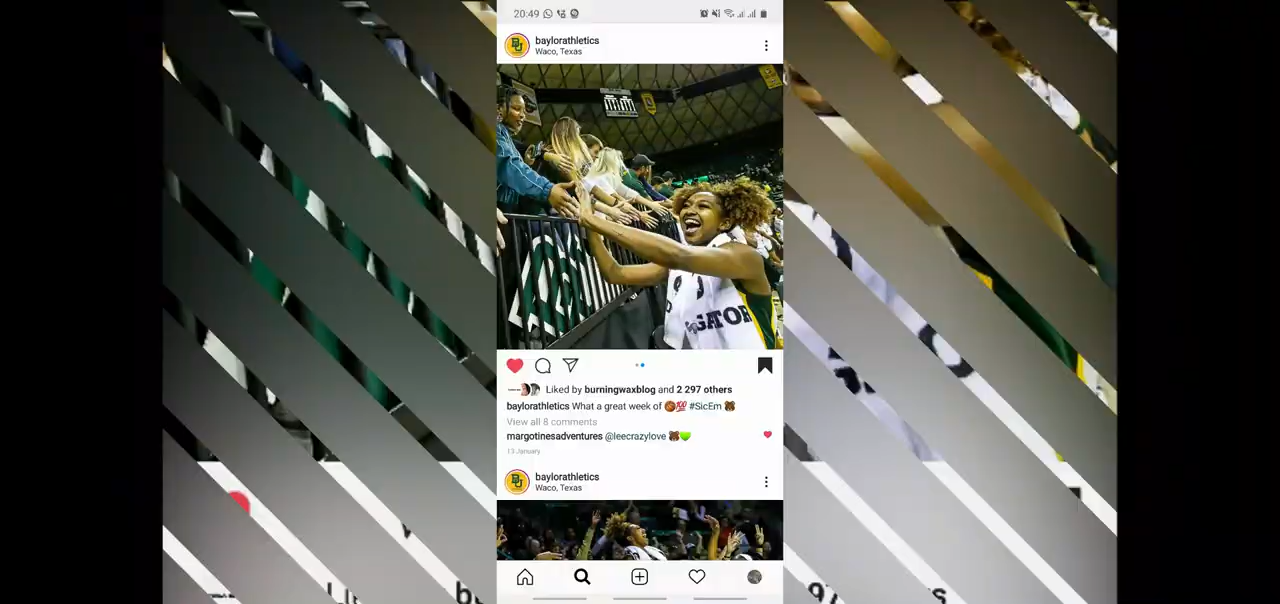 20:49
baylorathletics
Waco, Texas
GATOR
Liked by burningwaxblog and 2 297 others
baylorathletics What a great week of 🏀💯 #SicEm 🐻
View all 8 comments
margotinesadventures @leecrazylove 🐻💚
13 January
baylorathletics
Waco, Texas